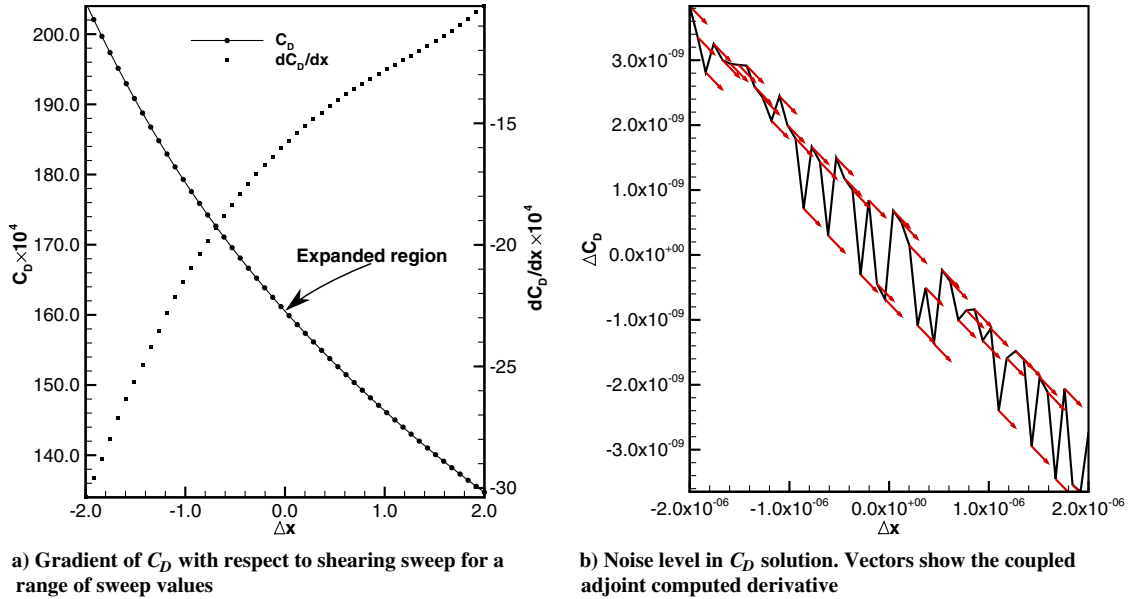 200.0
190.0
180.0
170.0
160.0
150.0
140.0
C_D×10^4
C_D
dC_D/dx
-15
-20
-25
-30
dC_D/dx×10^4
Expanded region
-2.0
-1.0
0.0
1.0
2.0
Δx
a) Gradient of C_D with respect to shearing sweep for a
range of sweep values
3.0x10^-09
2.0x10^-09
1.0x10^-09
0.0x10^+00
-1.0x10^-09
-2.0x10^-09
-3.0x10^-09
ΔC_D
-2.0x10^-06
-1.0x10^-06
0.0x10^+00
1.0x10^-06
2.0x10^-06
Δx
b) Noise level in C_D solution. Vectors show the coupled
adjoint computed derivative